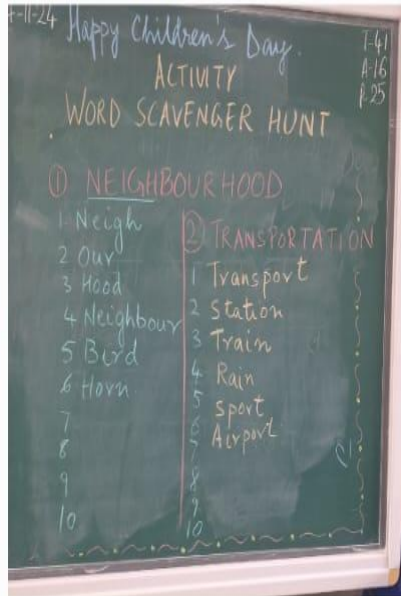 -11-24
Happy Children's Day.
T-41
A-16
P.25
ACTIVITY
WORD SCAVENGER HUNT
① NEIGHBOURHOOD
1 Neigh
2 Our
3 Hood
4 Neighbour
5 Bird
6 Horn
7
8
9
10
② TRANSPORTATION
1 Transport
2 Station
3 Train
4 Rain
5 sport
6 Airport
7
8
9
10